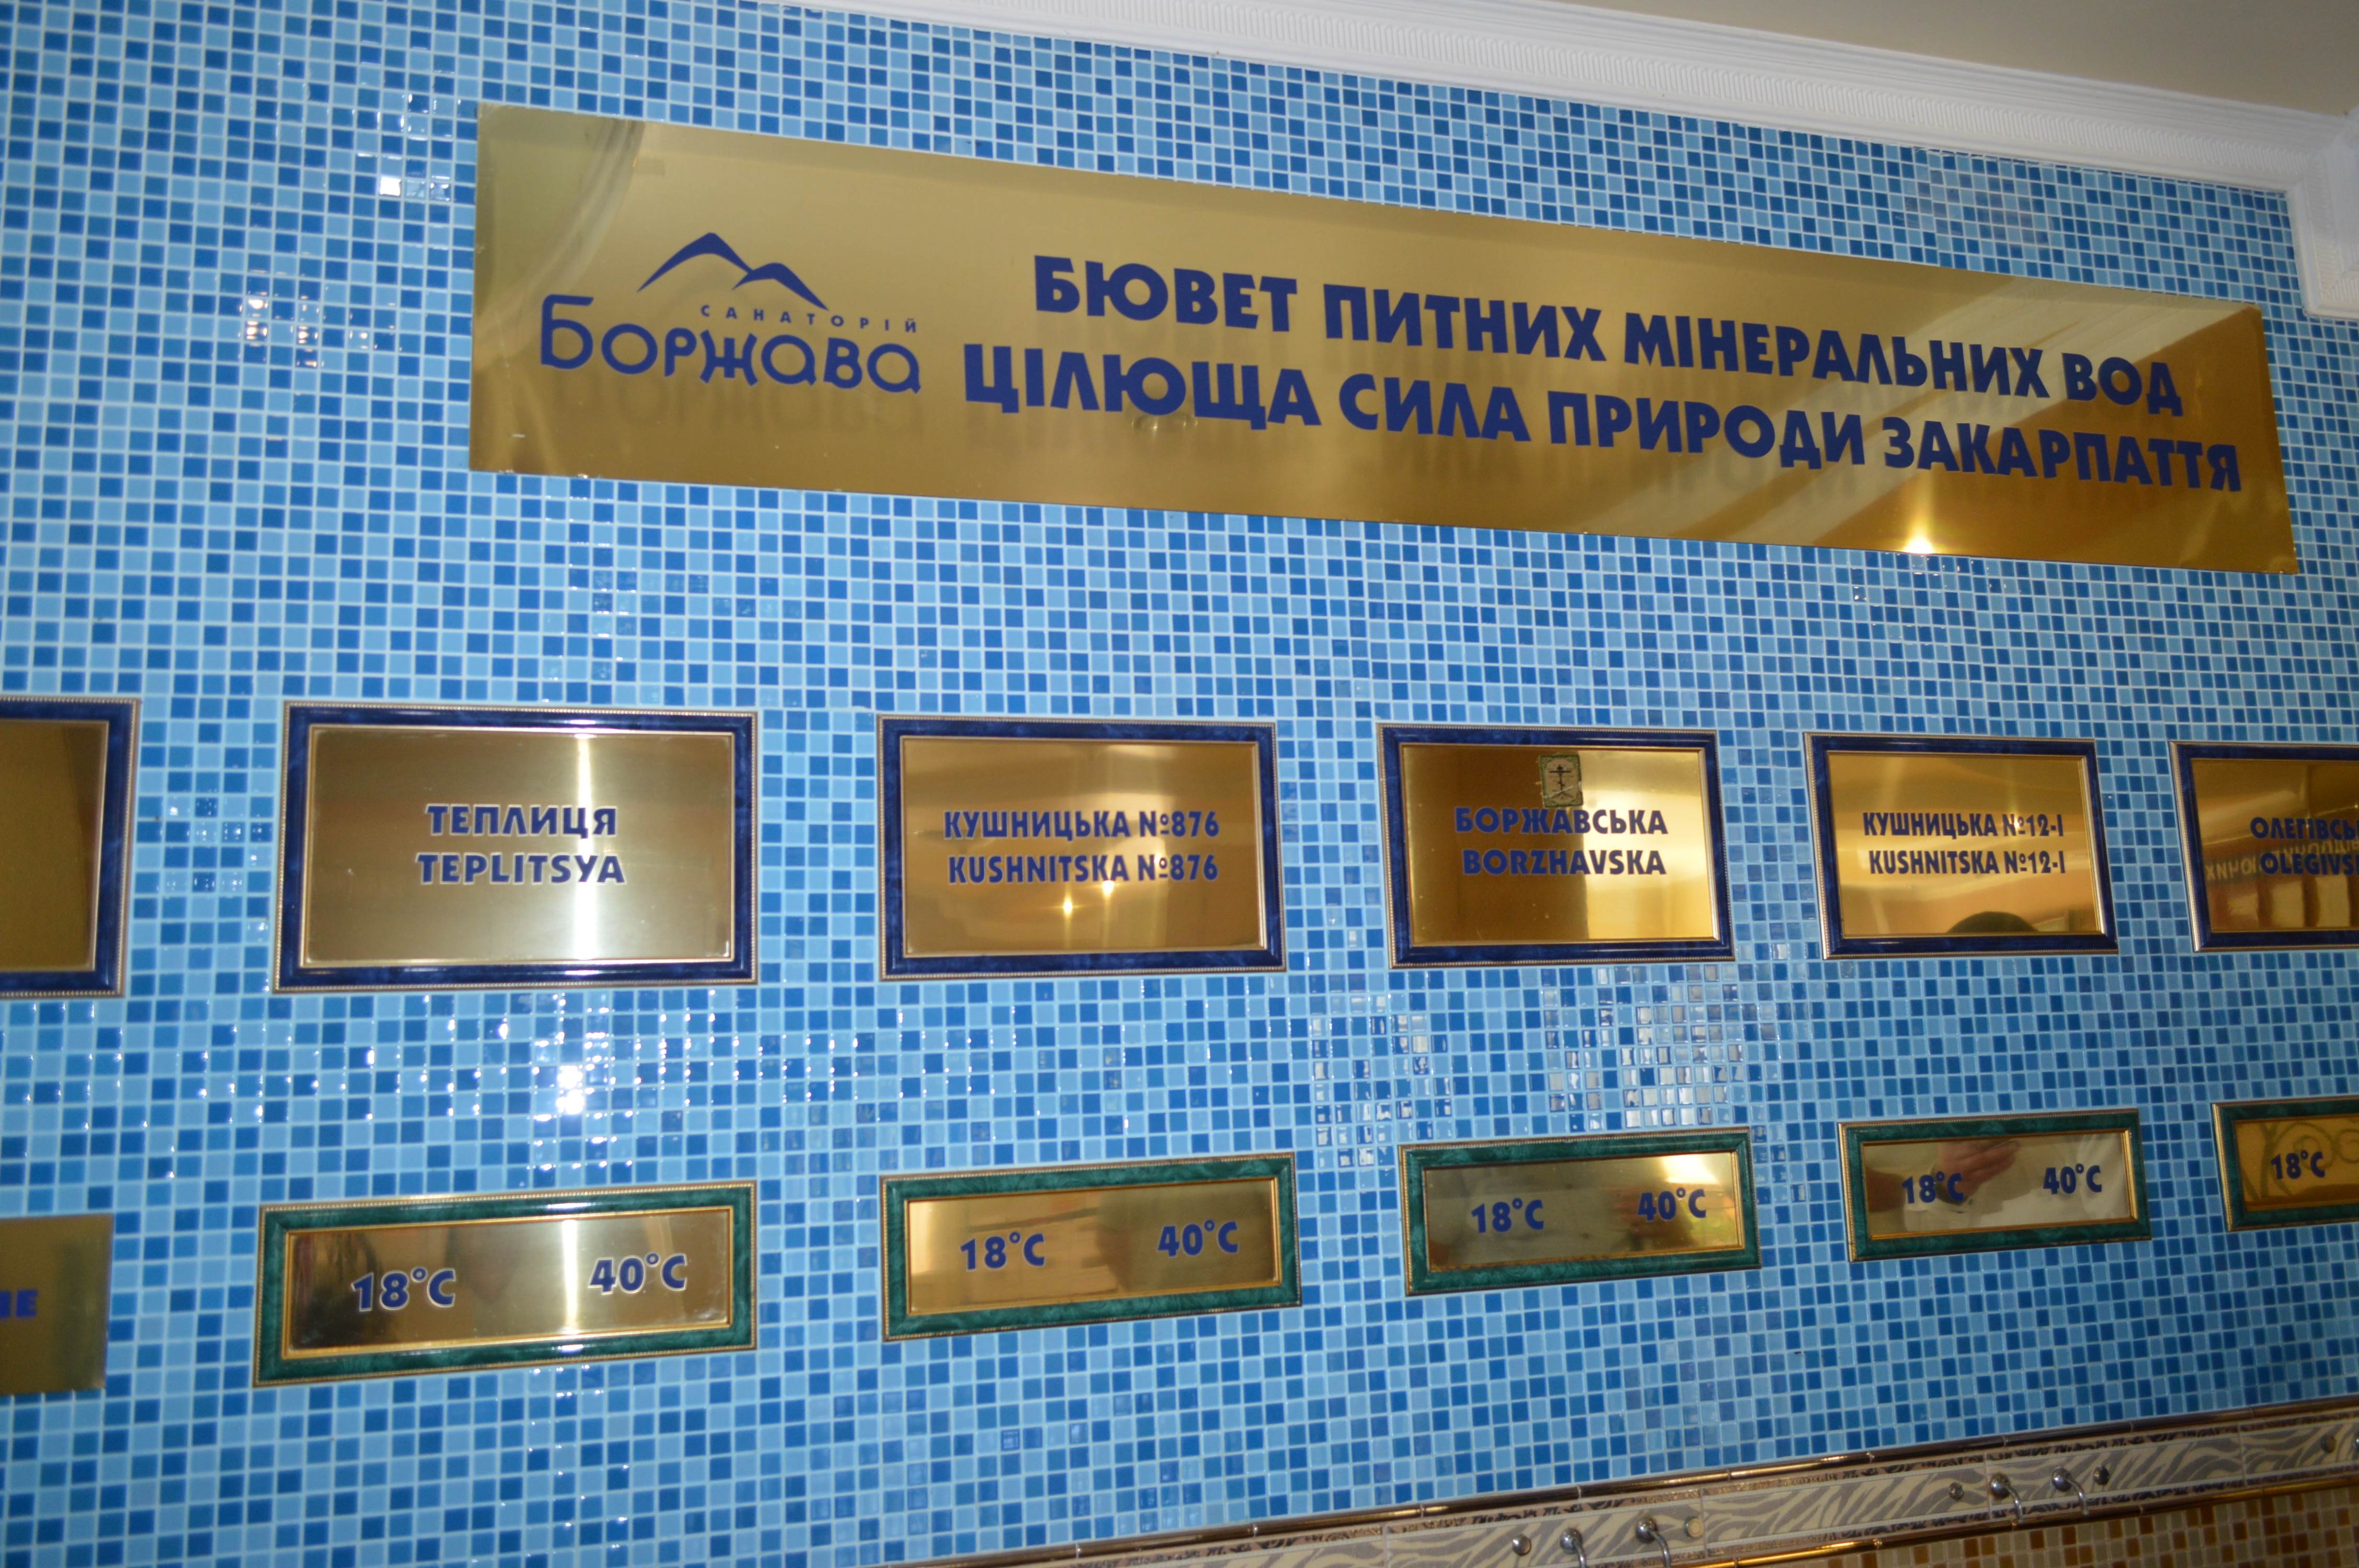 САНАТОРІЙ
БОРЖАВА
БЮВЕТ ПИТНИХ МІНЕРАЛЬНИХ ВОД
ЦІЛЮЩА СИЛА ПРИРОДИ ЗАКАРПАТТЯ
ТЕПЛИЦЯ
TEPLITSYA
КУШНИЦЬКА №876
KUSHNITSKA №876
БОРЖАВСЬКА
BORZHAVSKA
КУШНИЦЬКА №12-I
KUSHNITSKA №12-I
18°C 40°C
18°C 40°C
18°C 40°C
18°C 40°C
18°C